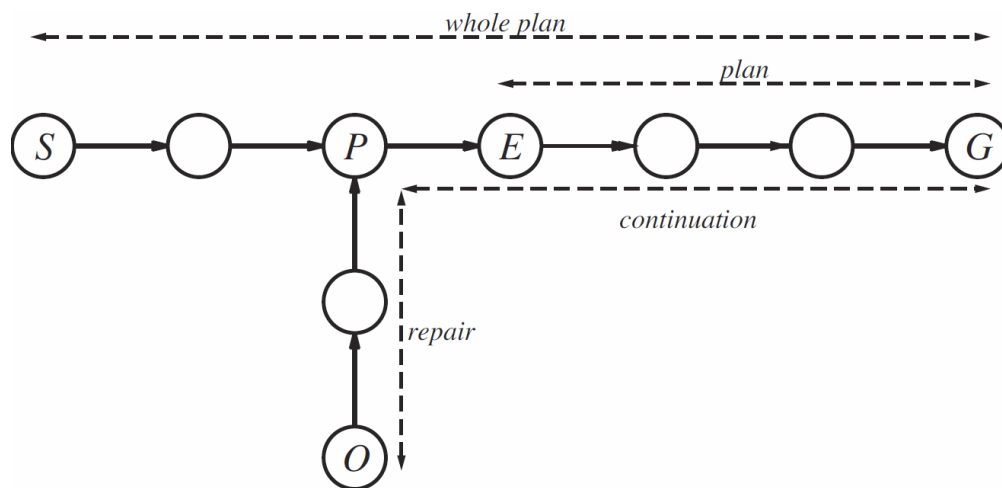 whole plan
plan
S P E G
continuation
repair
O